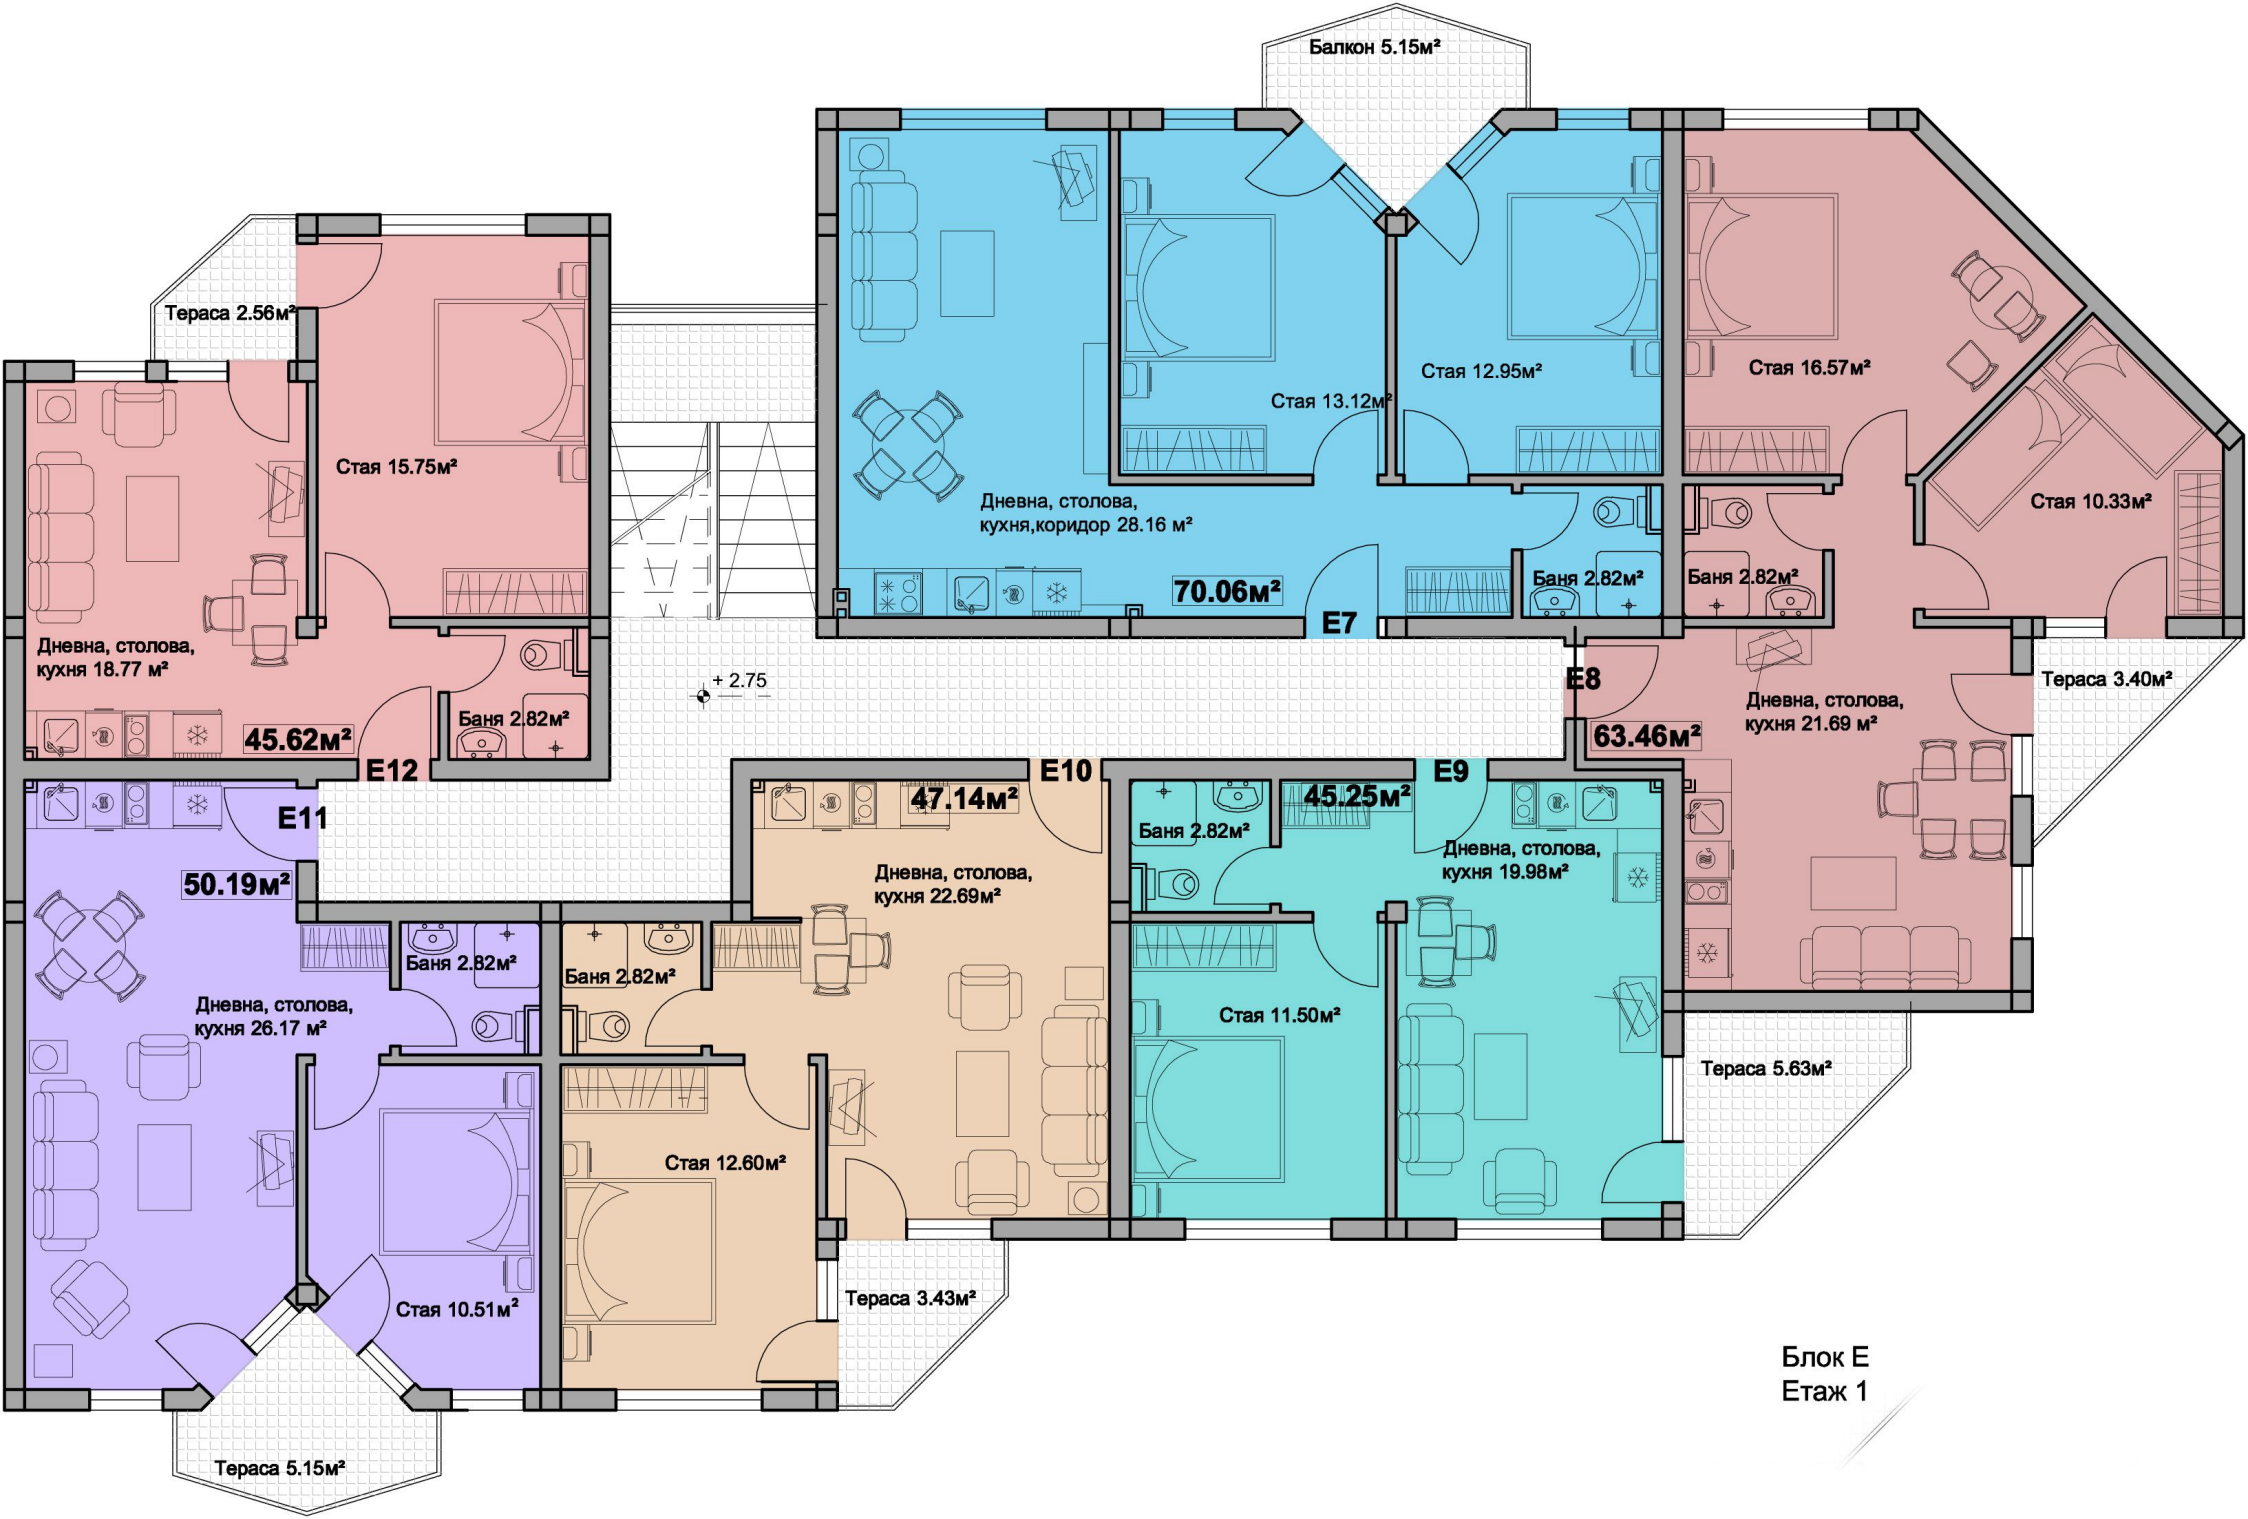 Балкон 5.15м²
Тераса 2.56м²
Стая 15.75м²
Дневна, столова,
кухня 18.77 м²
Баня 2.82м²
45.62м²
E12
Дневна, столова,
кухня,коридор 28.16 м²
Стая 13.12м²
Стая 12.95м²
Баня 2.82м²
70.06м²
E7
Стая 16.57м²
Стая 10.33м²
Баня 2.82м²
E8
63.46м²
Дневна, столова,
кухня 21.69 м²
Тераса 3.40м²
+ 2.75
E11
50.19м²
Дневна, столова,
кухня 26.17 м²
Баня 2.82м²
Стая 10.51м²
Тераса 5.15м²
E10
47.14м²
Дневна, столова,
кухня 22.69м²
Баня 2.82м²
Стая 12.60м²
Тераса 3.43м²
E9
45.25м²
Баня 2.82м²
Дневна, столова,
кухня 19.98м²
Стая 11.50м²
Тераса 5.63м²
Блок Е
Етаж 1